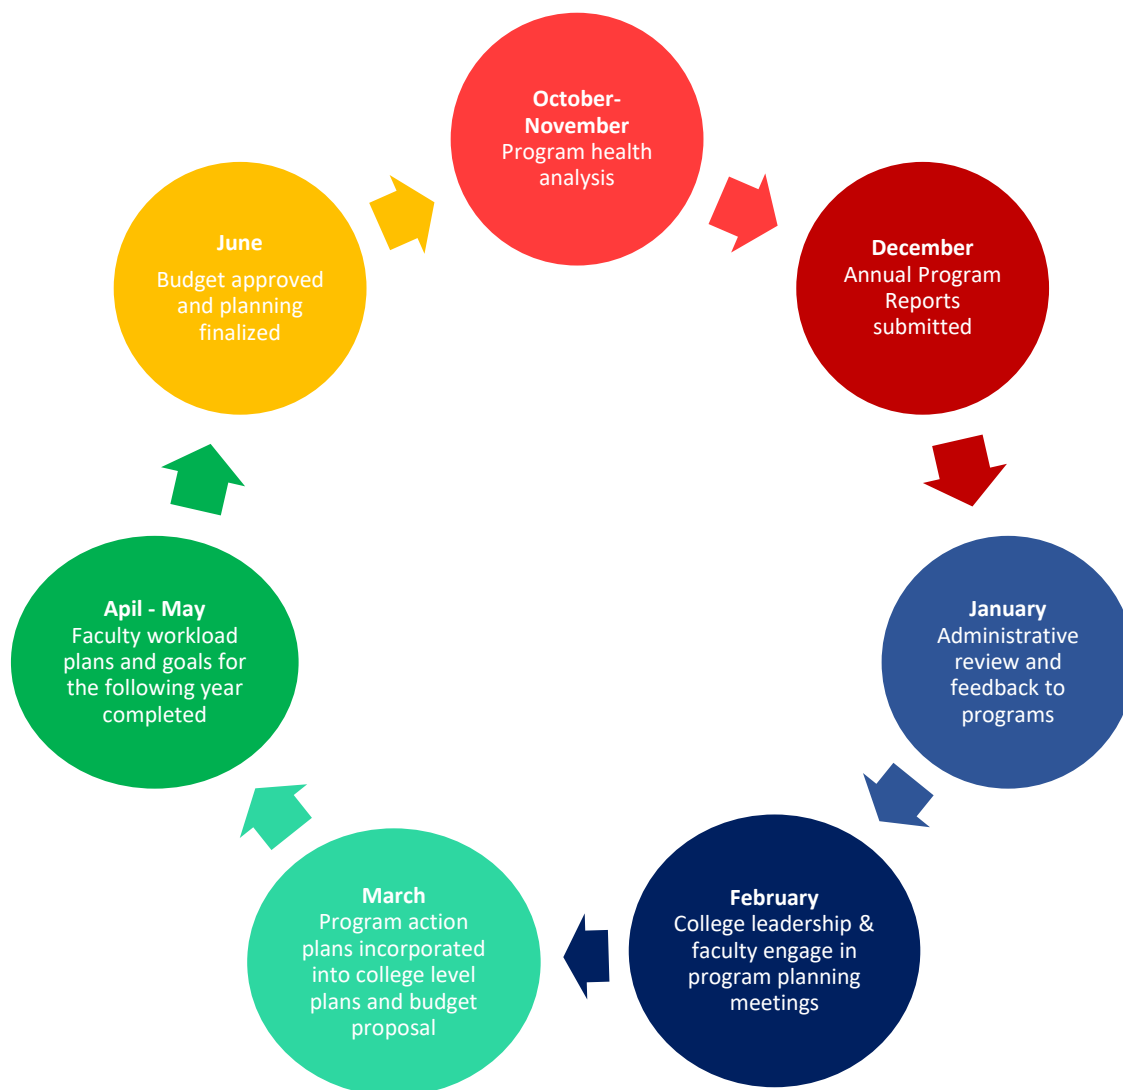 October-
November
Program health
analysis
December
Annual Program
Reports
submitted
January
Administrative
review and
feedback to
programs
February
College leadership &
faculty engage in
program planning
meetings
March
Program action
plans incorporated
into college level
plans and budget
proposal
Apil - May
Faculty workload
plans and goals for
the following year
completed
June
Budget approved
and planning
finalized